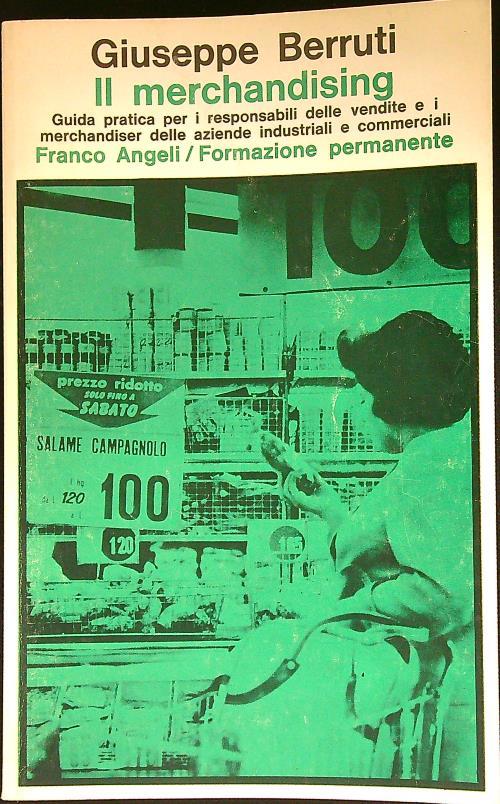 Giuseppe Berruti
Il merchandising
Guida pratica per i responsabili delle vendite e i
merchandiser delle aziende industriali e commerciali
Franco Angeli / Formazione permanente
100
prezzo ridotto
SOLO FINO A
SABATO
SALAME CAMPAGNOLO
120
100
120